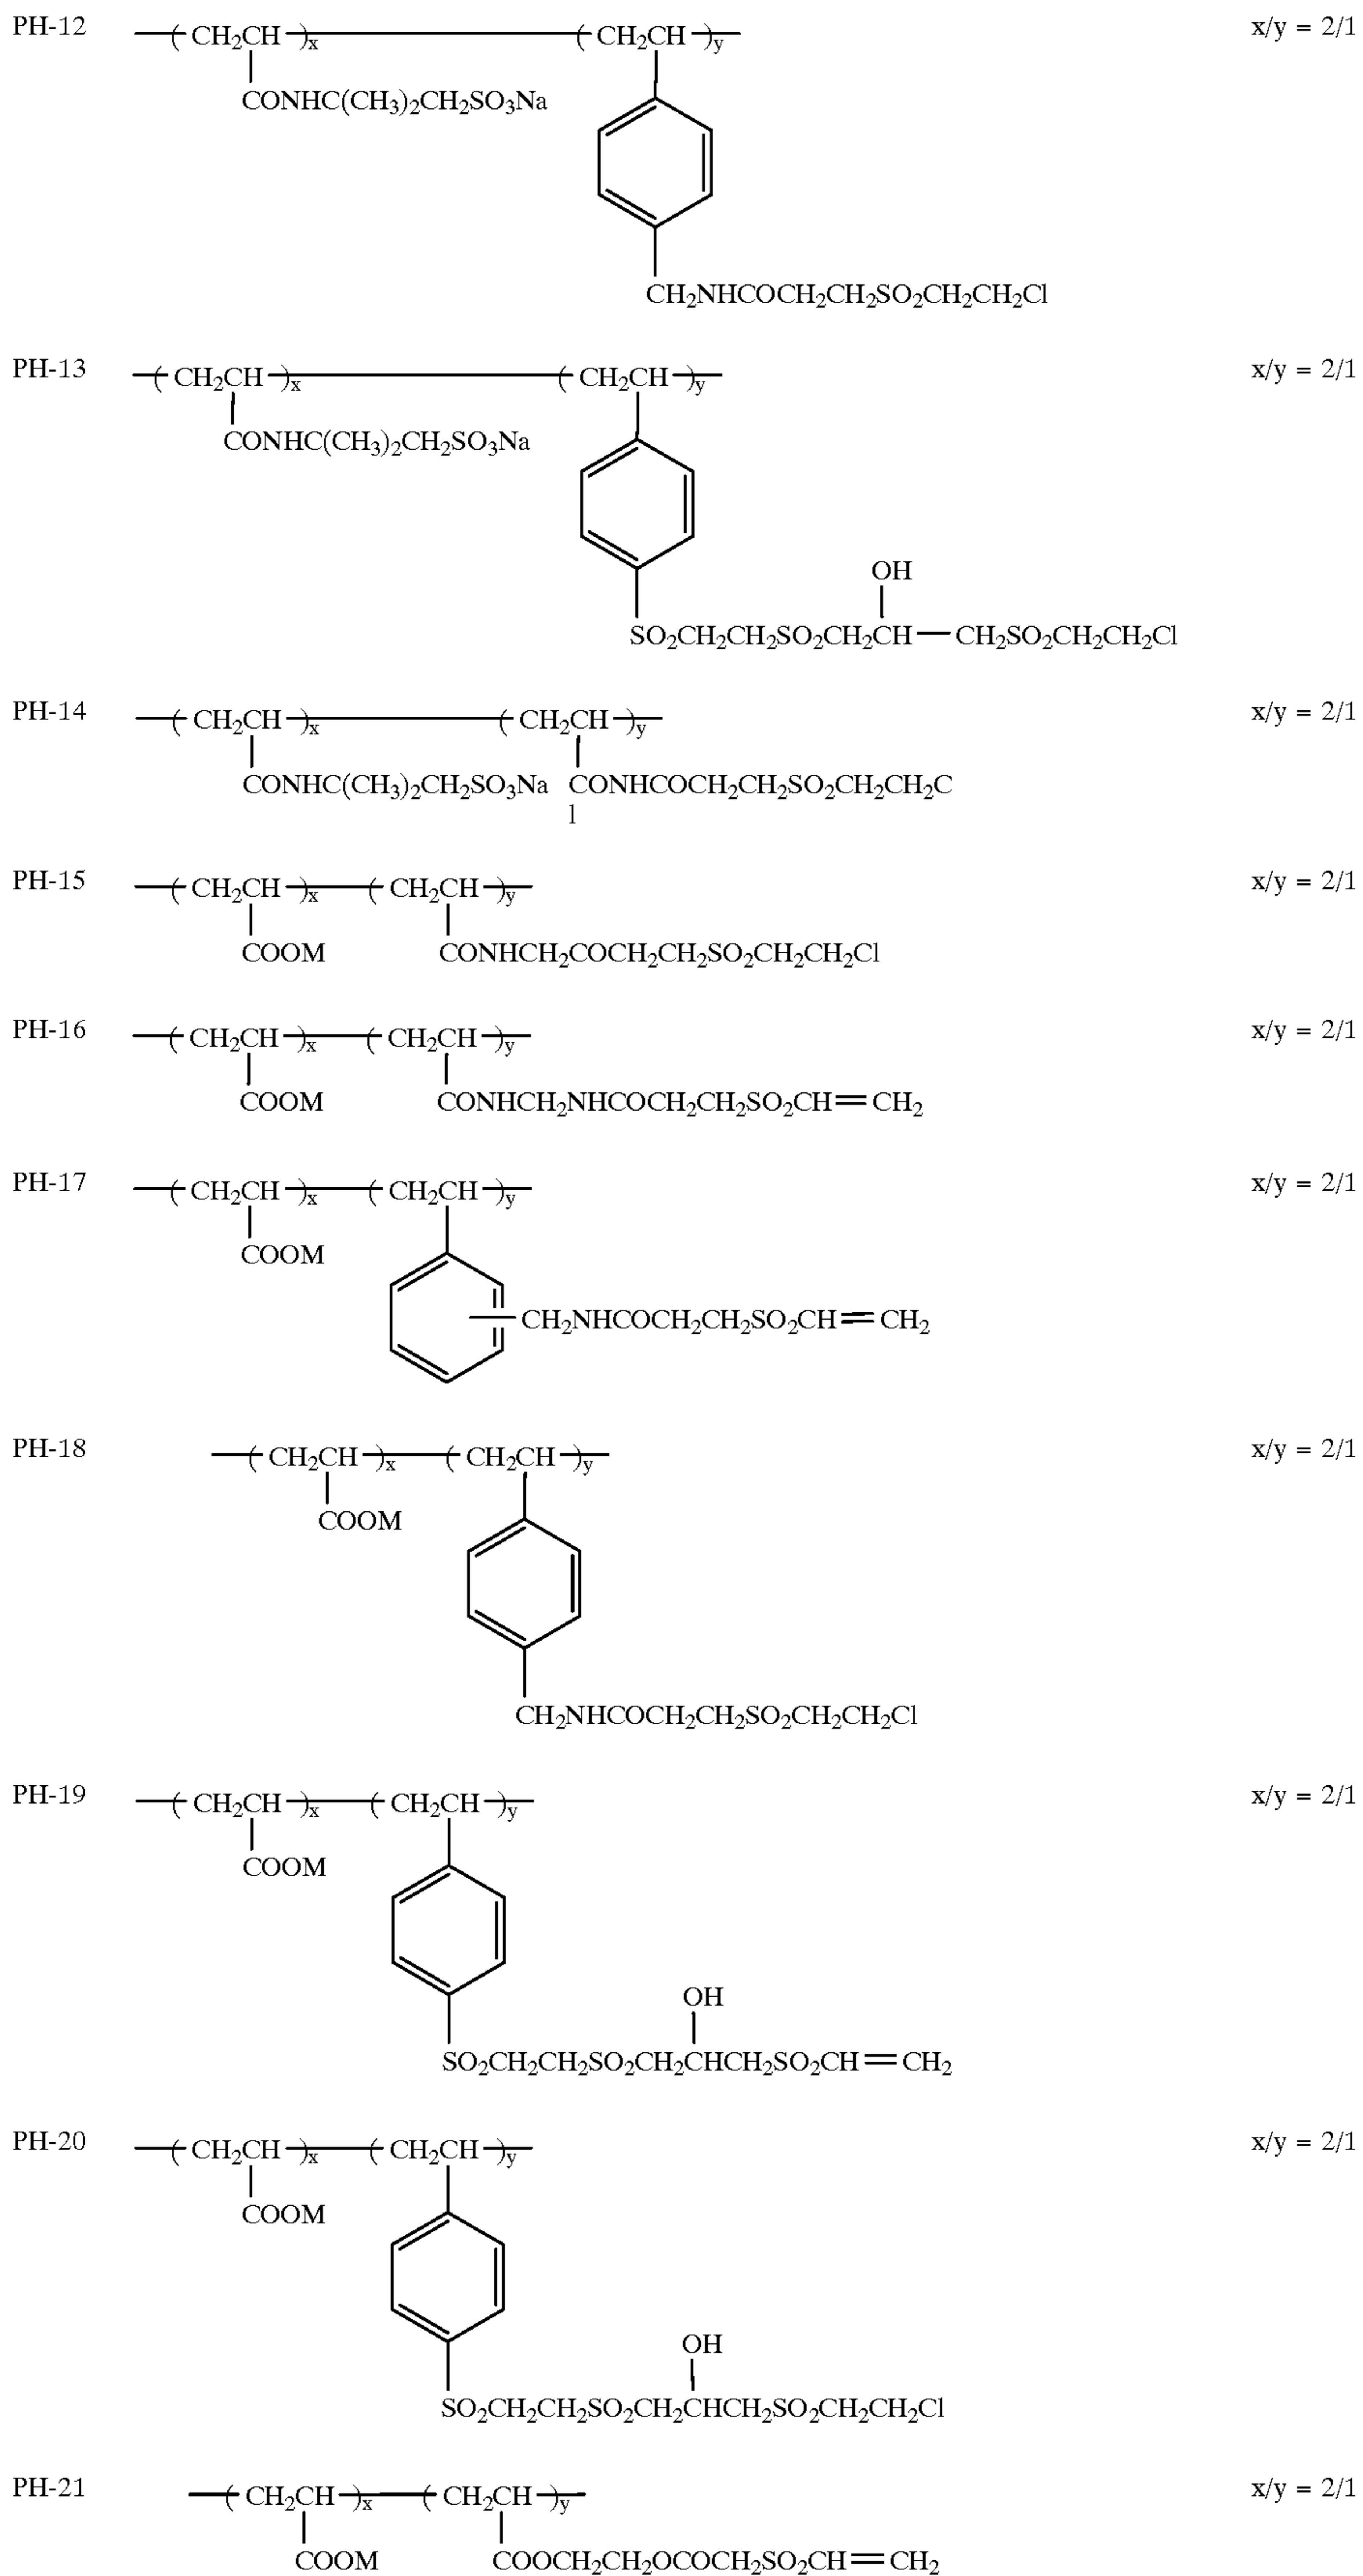 PH-12 ( CH₂CH )x ( CH₂CH )y x/y = 2/1
CONHC(CH₃)₂CH₂SO₃Na
CH₂NHCOCH₂CH₂SO₂CH₂CH₂Cl
PH-13 ( CH₂CH )x ( CH₂CH )y x/y = 2/1
CONHC(CH₃)₂CH₂SO₃Na
OH
SO₂CH₂CH₂SO₂CH₂CH—CH₂SO₂CH₂CH₂Cl
PH-14 ( CH₂CH )x ( CH₂CH )y x/y = 2/1
CONHC(CH₃)₂CH₂SO₃Na CONHCOCH₂CH₂SO₂CH₂CH₂C
l
PH-15 ( CH₂CH )x ( CH₂CH )y x/y = 2/1
COOM CONHCH₂COCH₂CH₂SO₂CH₂CH₂Cl
PH-16 ( CH₂CH )x ( CH₂CH )y x/y = 2/1
COOM CONHCH₂NHCOCH₂CH₂SO₂CH=CH₂
PH-17 ( CH₂CH )x ( CH₂CH )y x/y = 2/1
COOM
CH₂NHCOCH₂CH₂SO₂CH=CH₂
PH-18 ( CH₂CH )x ( CH₂CH )y x/y = 2/1
COOM
CH₂NHCOCH₂CH₂SO₂CH₂CH₂Cl
PH-19 ( CH₂CH )x ( CH₂CH )y x/y = 2/1
COOM
OH
SO₂CH₂CH₂SO₂CH₂CHCH₂SO₂CH=CH₂
PH-20 ( CH₂CH )x ( CH₂CH )y x/y = 2/1
COOM
OH
SO₂CH₂CH₂SO₂CH₂CHCH₂SO₂CH₂CH₂Cl
PH-21 ( CH₂CH )x ( CH₂CH )y x/y = 2/1
COOM COOCH₂CH₂OCOCH₂SO₂CH=CH₂